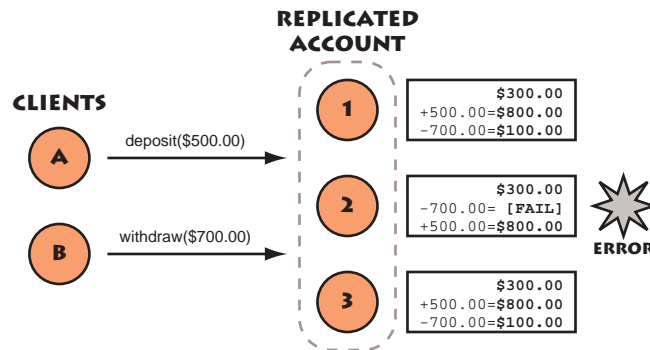 REPLICATED
ACCOUNT
CLIENTS
A
deposit($500.00)
B
withdraw($700.00)
1
$300.00
+500.00=$800.00
-700.00=$100.00
2
$300.00
-700.00= [FAIL]
+500.00=$800.00
ERROR
3
$300.00
+500.00=$800.00
-700.00=$100.00